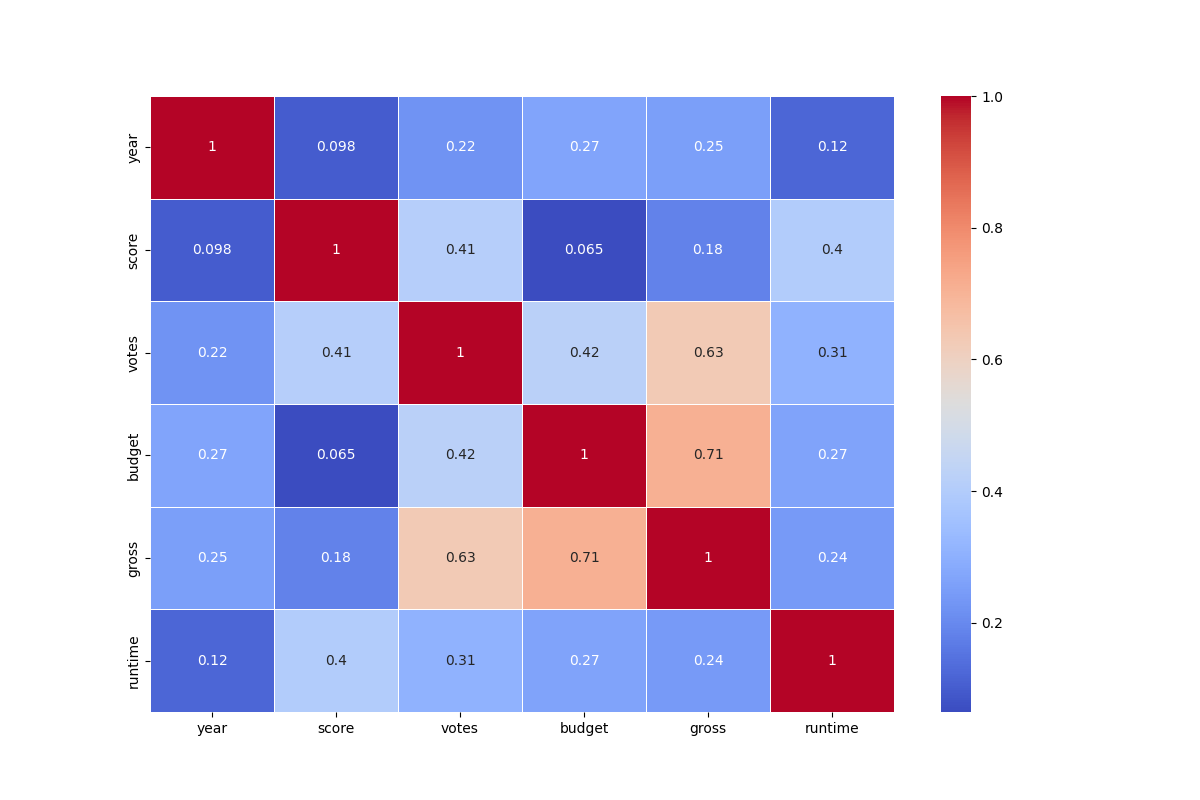 1.0
year 1 0.098 0.22 0.27 0.25 0.12
0.8
score 0.098 1 0.41 0.065 0.18 0.4
votes 0.22 0.41 1 0.42 0.63 0.31
0.6
budget 0.27 0.065 0.42 1 0.71 0.27
0.4
gross 0.25 0.18 0.63 0.71 1 0.24
0.2
runtime 0.12 0.4 0.31 0.27 0.24 1
year score votes budget gross runtime